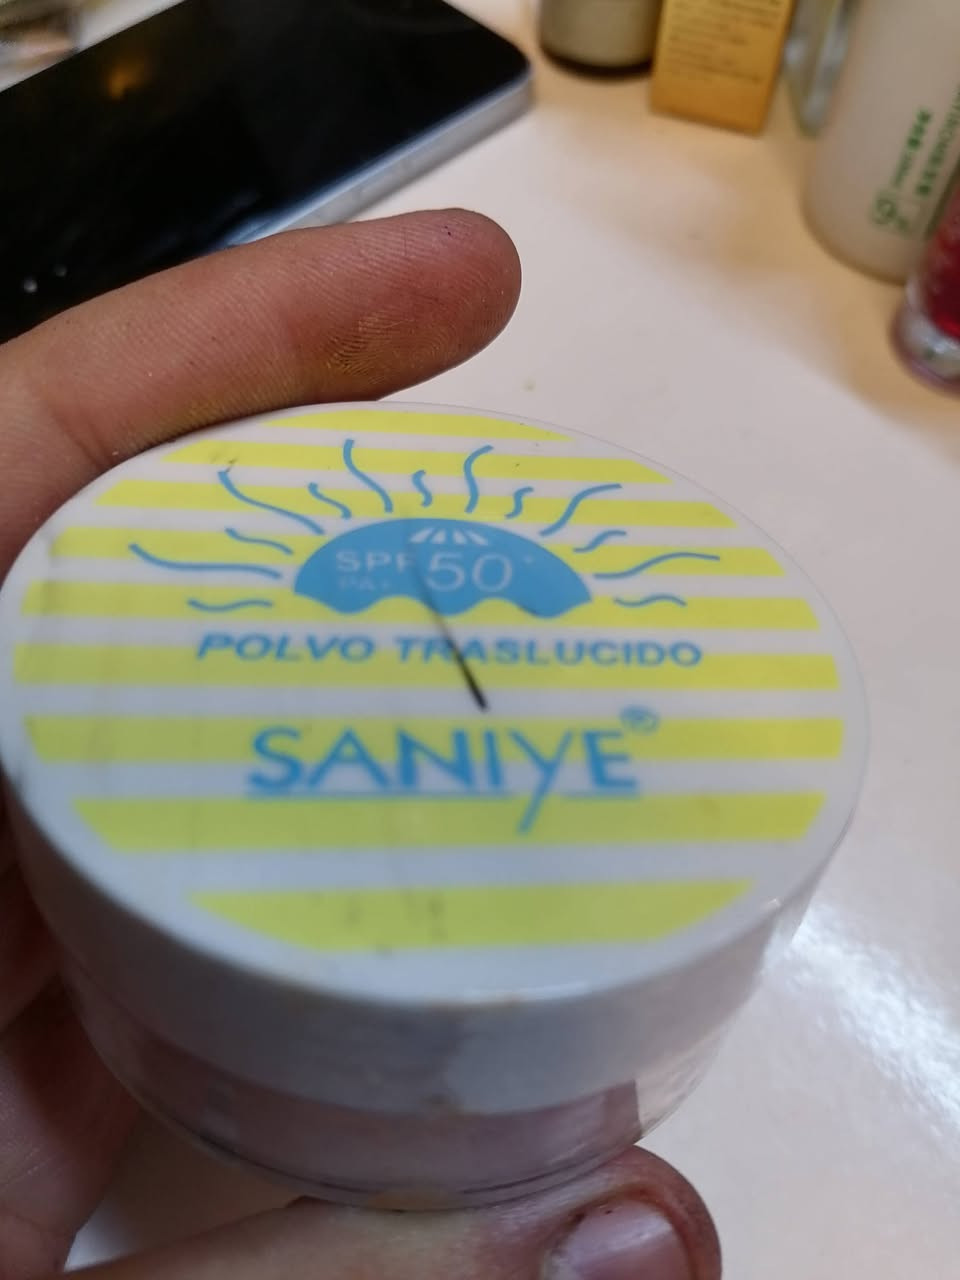 SPF 50+
PA+
POLVO TRASLUCIDO
SANIYE®